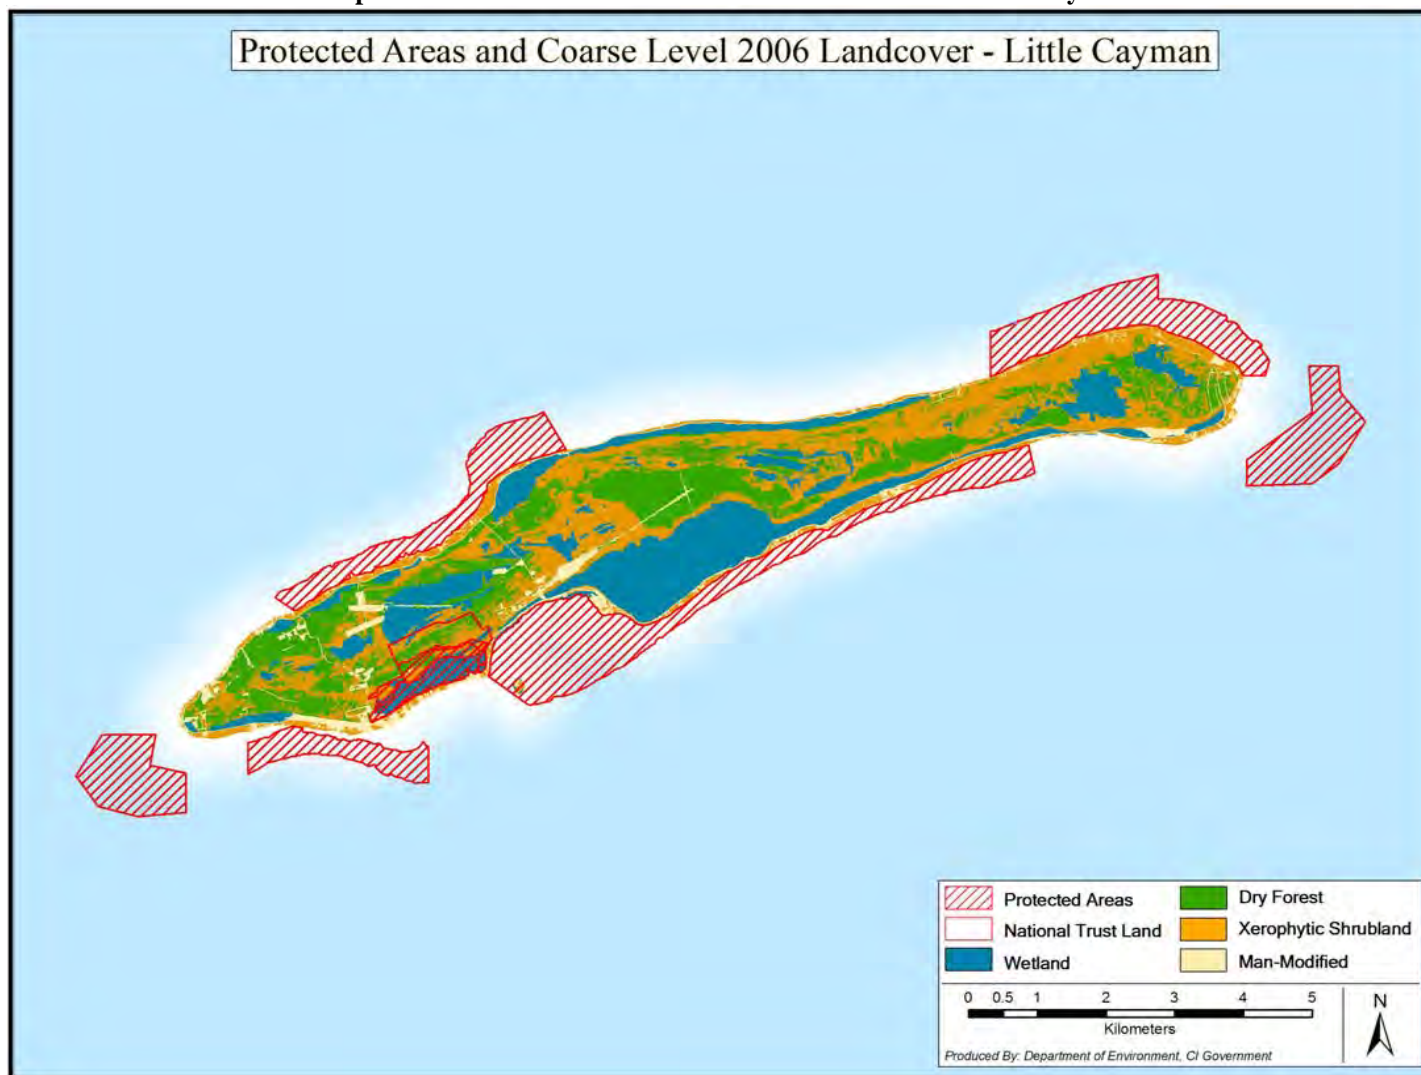 Protected Areas and Coarse Level 2006 Landcover - Little Cayman
Protected Areas
National Trust Land
Wetland
Dry Forest
Xerophytic Shrubland
Man-Modified
0 0.5 1 2 3 4 5
Kilometers
N
Produced By: Department of Environment, CI Government